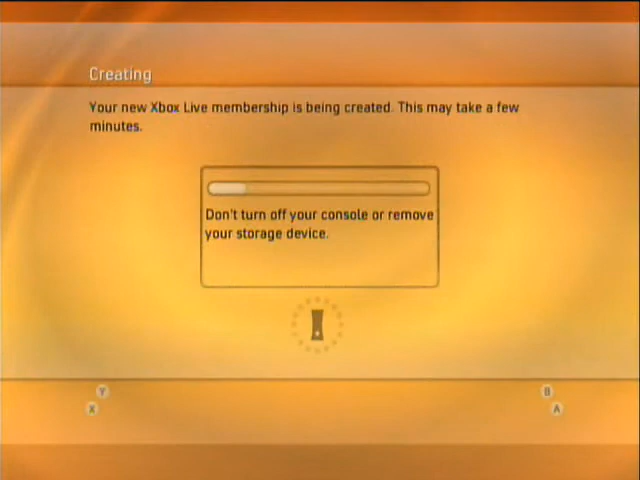 Creating
Your new Xbox Live membership is being created. This may take a few
minutes.
Don't turn off your console or remove
your storage device.
Y
X
B
A